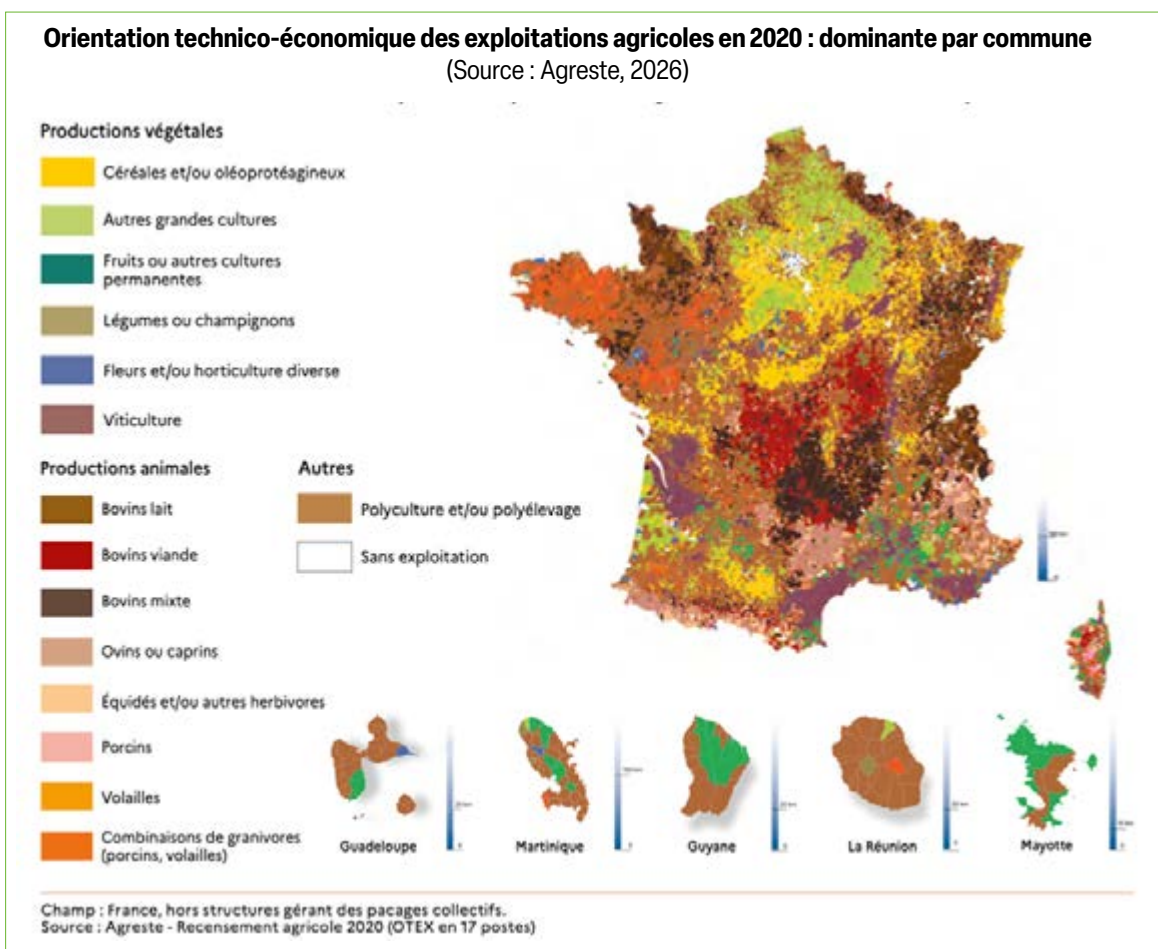 Orientation technico-économique des exploitations agricoles en 2020 : dominante par commune
(Source : Agreste, 2026)
Productions végétales
Céréales et/ou oléoprotéagineux
Autres grandes cultures
Fruits ou autres cultures
permanentes
Légumes ou champignons
Fleurs et/ou horticulture diverse
Viticulture
Productions animales
Bovins lait
Bovins viande
Bovins mixte
Ovins ou caprins
Équidés et/ou autres herbivores
Porcins
Volailles
Combinaisons de granivores
(porcins, volailles)
Autres
Polyculture et/ou polyélevage
Sans exploitation
Guadeloupe
Martinique
Guyane
La Réunion
Mayotte
Champ : France, hors structures gérant des pacages collectifs.
Source : Agreste - Recensement agricole 2020 (OTEX en 17 postes)